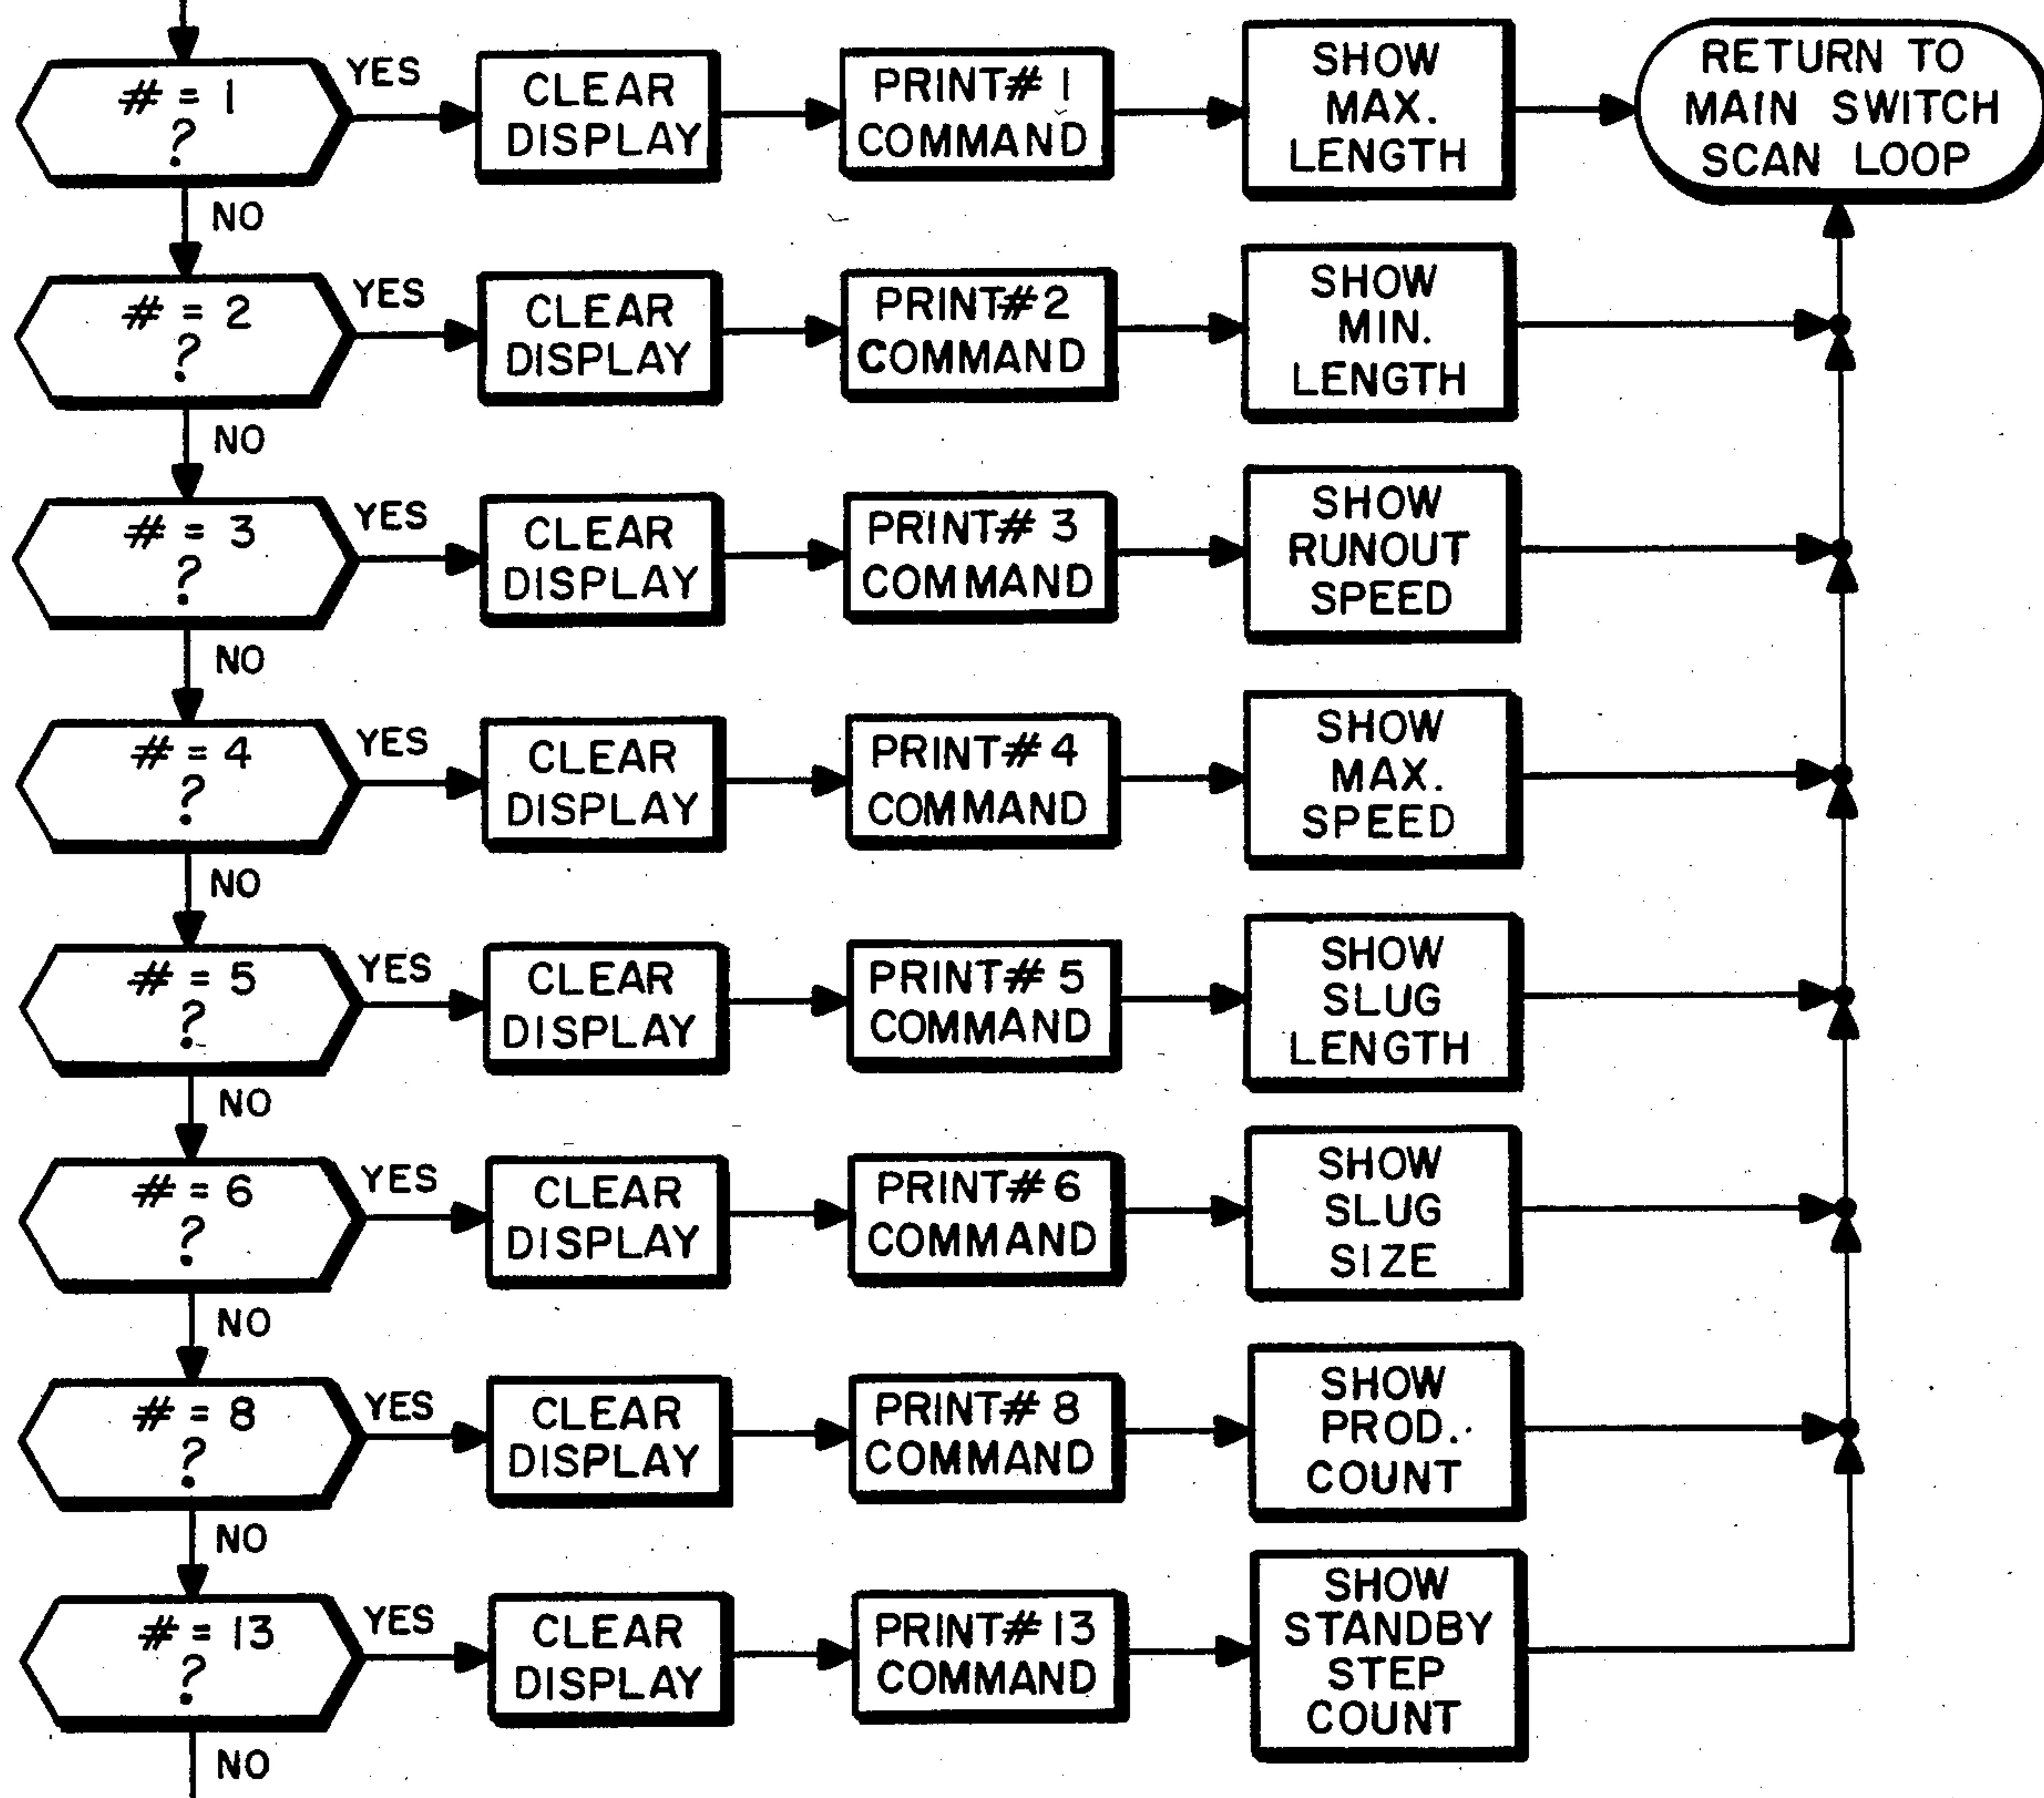 # = 1
?
YES
CLEAR
DISPLAY
PRINT# 1
COMMAND
SHOW
MAX.
LENGTH
RETURN TO
MAIN SWITCH
SCAN LOOP
NO
# = 2
?
YES
CLEAR
DISPLAY
PRINT#2
COMMAND
SHOW
MIN.
LENGTH
NO
# = 3
?
YES
CLEAR
DISPLAY
PRINT# 3
COMMAND
SHOW
RUNOUT
SPEED
NO
# = 4
?
YES
CLEAR
DISPLAY
PRINT# 4
COMMAND
SHOW
MAX.
SPEED
NO
# = 5
?
YES
CLEAR
DISPLAY
PRINT# 5
COMMAND
SHOW
SLUG
LENGTH
NO
# = 6
?
YES
CLEAR
DISPLAY
PRINT# 6
COMMAND
SHOW
SLUG
SIZE
NO
# = 8
?
YES
CLEAR
DISPLAY
PRINT# 8
COMMAND
SHOW
PROD.
COUNT
NO
# = 13
?
YES
CLEAR
DISPLAY
PRINT# 13
COMMAND
SHOW
STANDBY
STEP
COUNT
NO